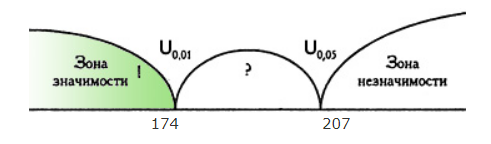 Зона
значимости
!
U0,01
?
U0,05
Зона
незначимости
174
207